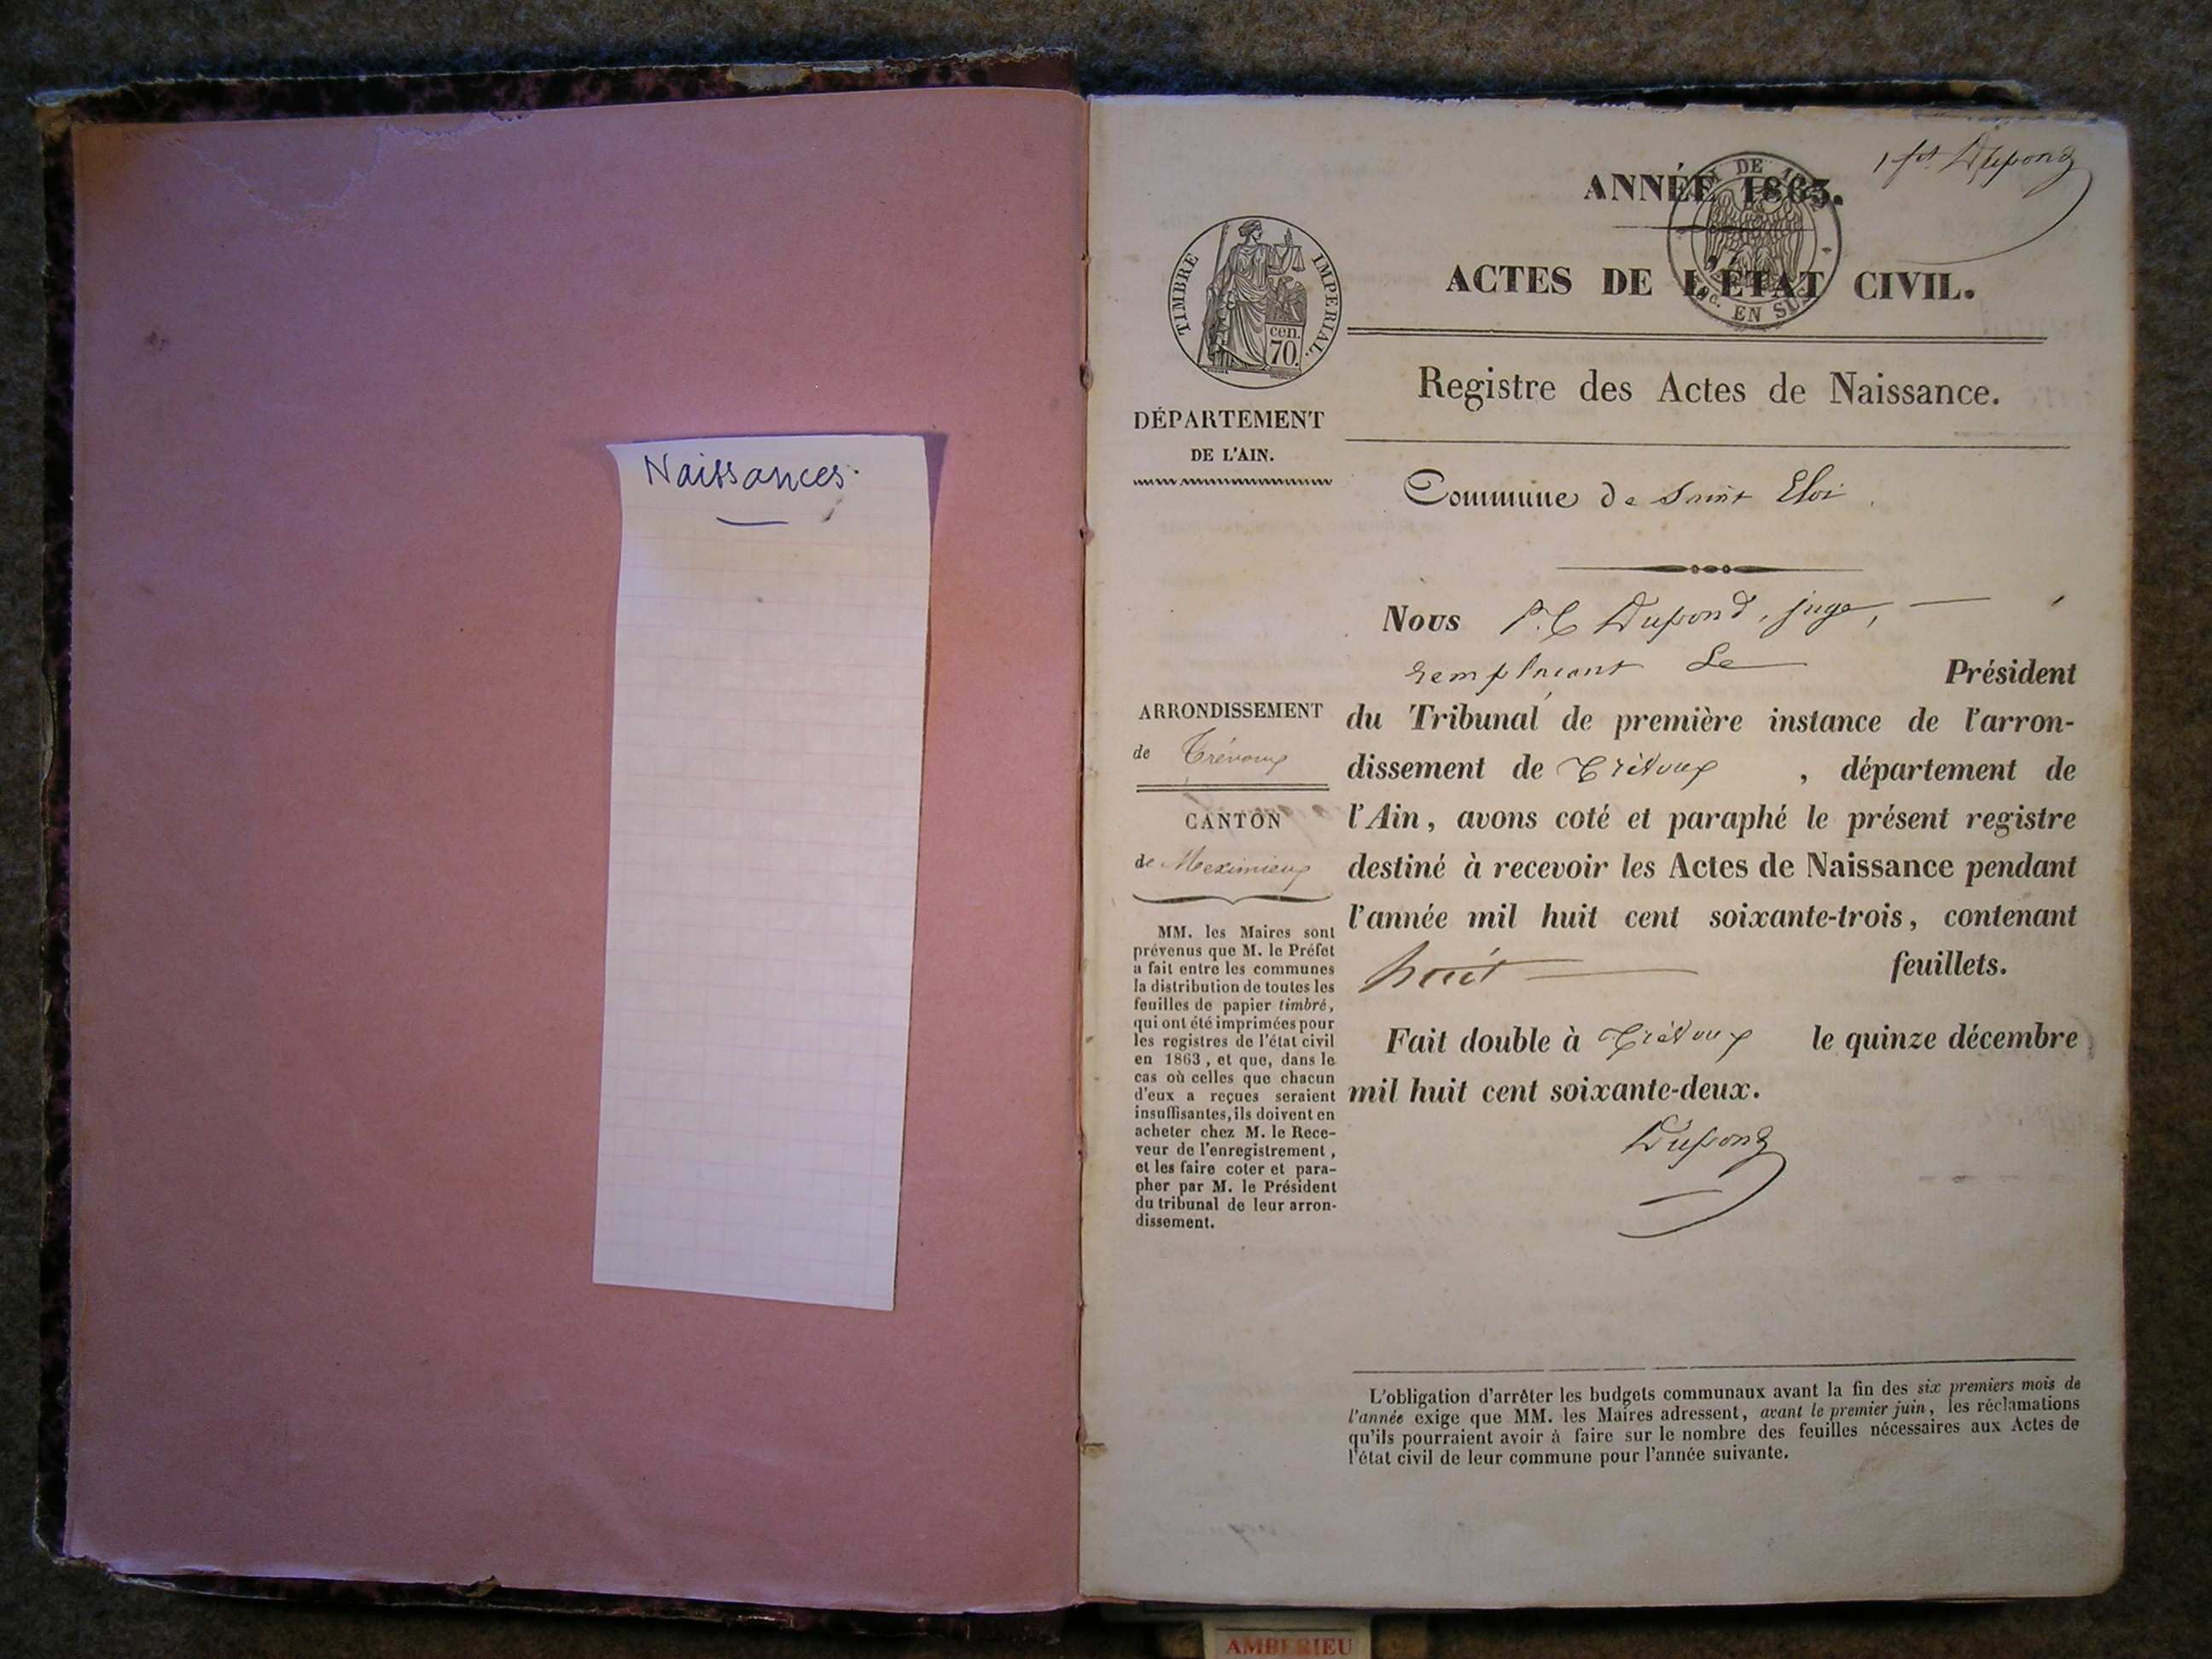 Naissances.
1 fet Dupond
ANNÉE 1863.
DE
EN SUS
TIMBRE IMPERIAL.
cen.
70.
ACTES DE L'ÉTAT CIVIL.
Registre des Actes de Naissance.
DÉPARTEMENT
DE L'AIN.
Commune de Saint Eloi
Nous P. C Dupond, juge,
remplaçant Le Président
du Tribunal de première instance de l'arron-
dissement de Trévoux, département de
l'Ain, avons coté et paraphé le présent registre
destiné à recevoir les Actes de Naissance pendant
l'année mil huit cent soixante-trois, contenant
huit feuillets.
Fait double à Trévoux le quinze décembre
mil huit cent soixante-deux.
Dupond
ARRONDISSEMENT
de Trévoux
CANTON
de Meximieux
MM. les Maires sont
prévenus que M. le Préfet
a fait entre les communes
la distribution de toutes les
feuilles de papier timbré,
qui ont été imprimées pour
les registres de l'état civil
en 1863, et que, dans le
cas où celles que chacun
d'eux a reçues seraient
insuffisantes, ils doivent en
acheter chez M. le Rece-
veur de l'enregistrement,
et les faire coter et para-
pher par M. le Président
du tribunal de leur arron-
dissement.
L'obligation d'arrêter les budgets communaux avant la fin des six premiers mois de
l'année exige que MM. les Maires adressent, avant le premier juin, les réclamations
qu'ils pourraient avoir à faire sur le nombre des feuilles nécessaires aux Actes de
l'état civil de leur commune pour l'année suivante.
AMBERIEU